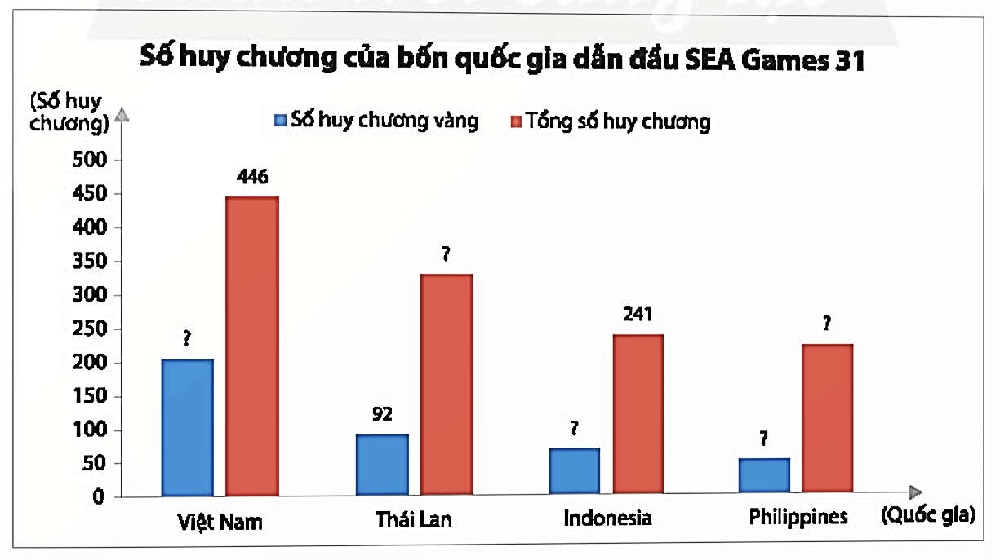 Số huy chương của bốn quốc gia dẫn đầu SEA Games 31
(Số huy
chương)
Số huy chương vàng
Tổng số huy chương
500
450
400
350
300
250
200
150
100
50
0
?
446
92
?
?
241
?
?
Việt Nam
Thái Lan
Indonesia
Philippines
(Quốc gia)